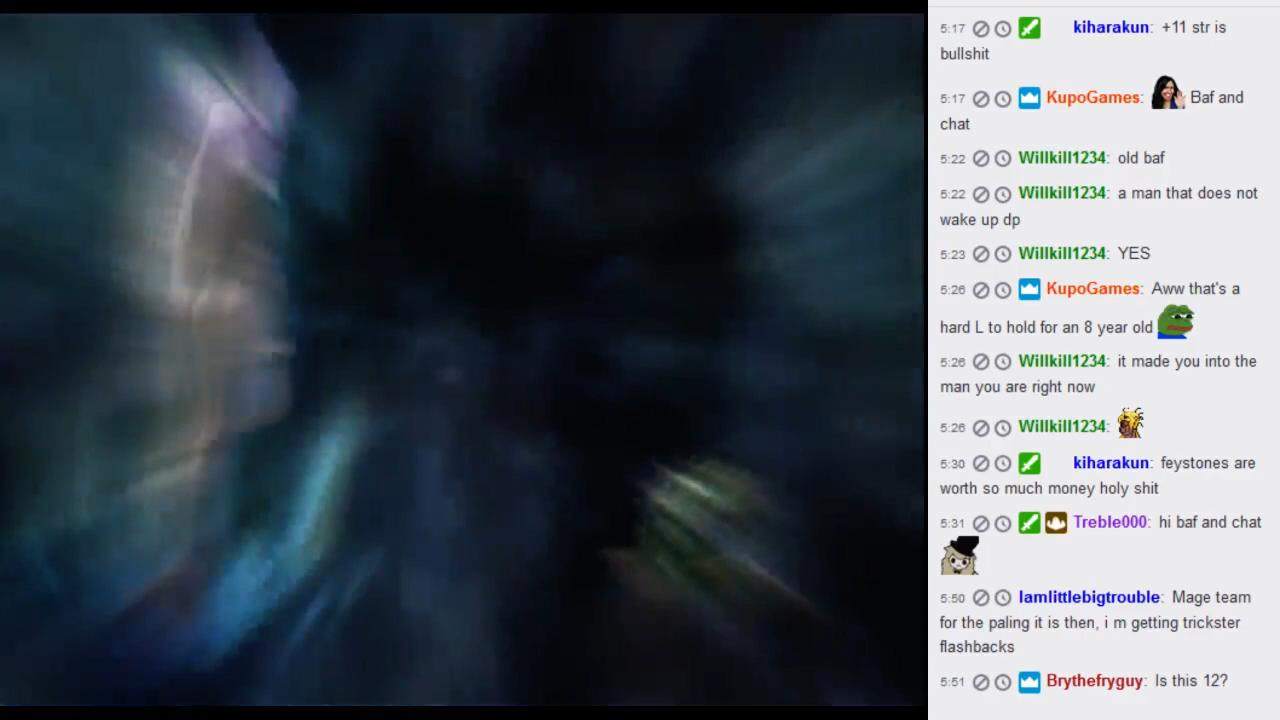 5:17 kiharakun: +11 str is
bullshit
5:17 KupoGames: Baf and
chat
5:22 Willkill1234: old baf
5:22 Willkill1234: a man that does not
wake up dp
5:23 Willkill1234: YES
5:26 KupoGames: Aww that's a
hard L to hold for an 8 year old
5:26 Willkill1234: it made you into the
man you are right now
5:26 Willkill1234:
5:30 kiharakun: feystones are
worth so much money holy shit
5:31 Treble000: hi baf and chat
5:50 Iamlittlebigtrouble: Mage team
for the paling it is then, i m getting trickster
flashbacks
5:51 Brythefryguy: Is this 12?